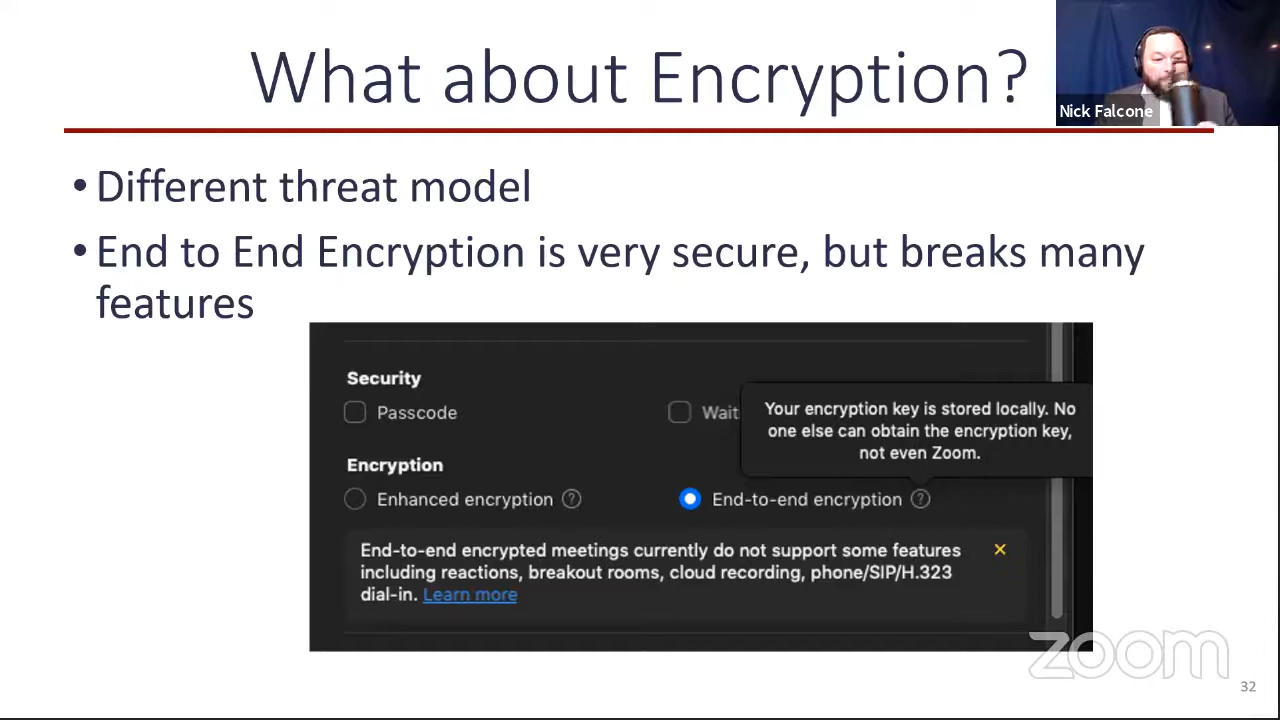 What about Encryption?
Nick Falcone
• Different threat model
• End to End Encryption is very secure, but breaks many
features
Security
Passcode
Wait
Your encryption key is stored locally. No
one else can obtain the encryption key,
not even Zoom.
Encryption
Enhanced encryption ?
End-to-end encryption ?
End-to-end encrypted meetings currently do not support some features
including reactions, breakout rooms, cloud recording, phone/SIP/H.323
dial-in. Learn more
zoom
32